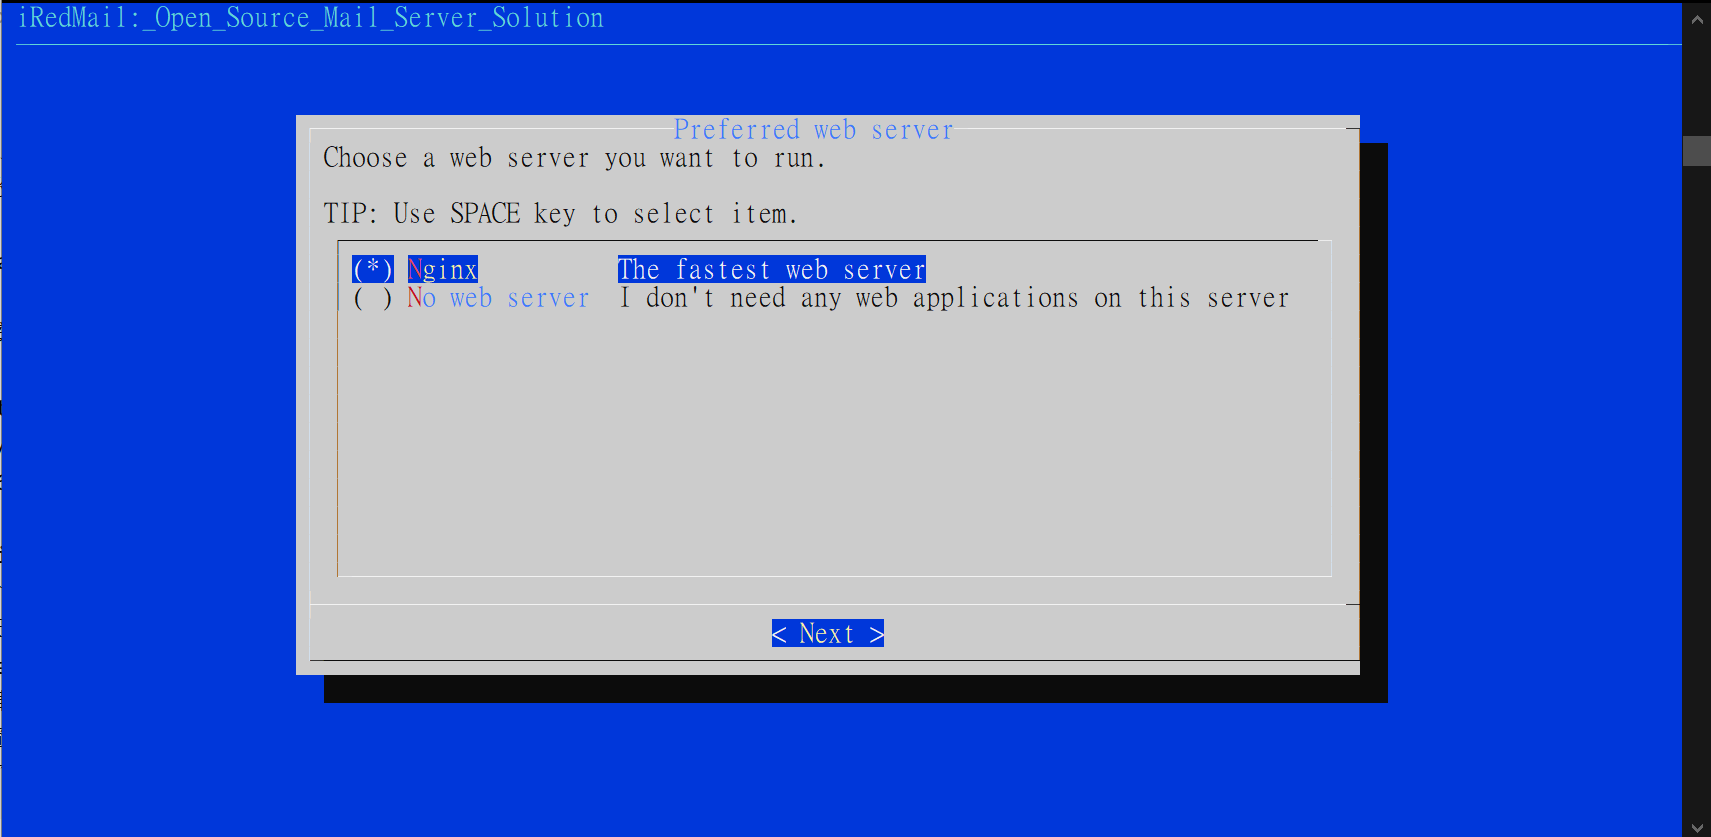 iRedMail:_Open_Source_Mail_Server_Solution
Preferred web server
Choose a web server you want to run.
TIP: Use SPACE key to select item.
(*) Nginx The fastest web server
( ) No web server I don't need any web applications on this server
< Next >